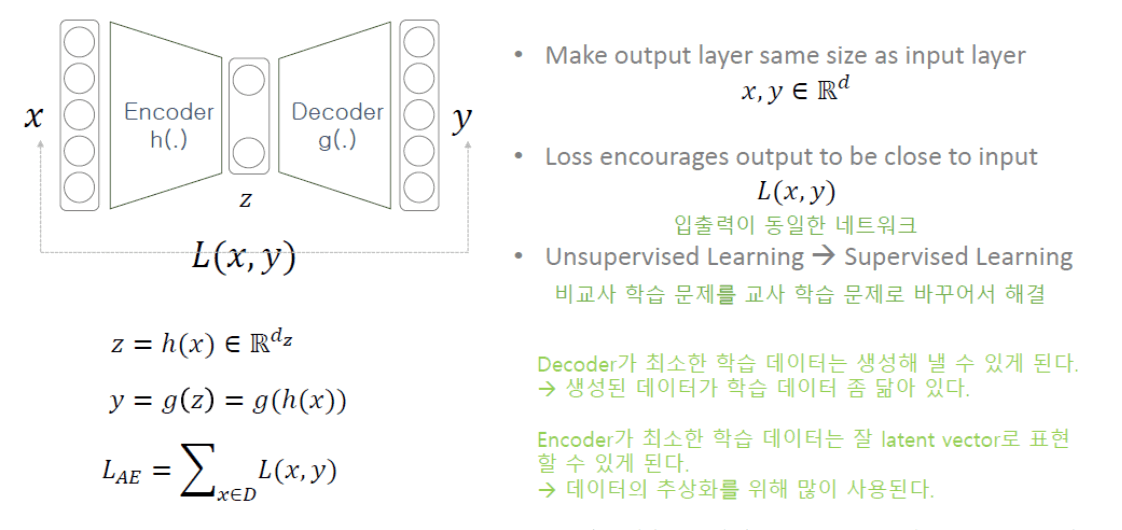 x
Encoder
h(.)
z
Decoder
g(.)
y
L(x, y)
z = h(x) ∈ ℝ^{d_z}
y = g(z) = g(h(x))
L_{AE} = ∑_{x∈D} L(x, y)
• Make output layer same size as input layer
x, y ∈ ℝ^d
• Loss encourages output to be close to input
L(x, y)
입출력이 동일한 네트워크
• Unsupervised Learning → Supervised Learning
비교사 학습 문제를 교사 학습 문제로 바꾸어서 해결
Decoder가 최소한 학습 데이터는 생성해 낼 수 있게 된다.
→ 생성된 데이터가 학습 데이터 좀 닮아 있다.
Encoder가 최소한 학습 데이터는 잘 latent vector로 표현
할 수 있게 된다.
→ 데이터의 추상화를 위해 많이 사용된다.